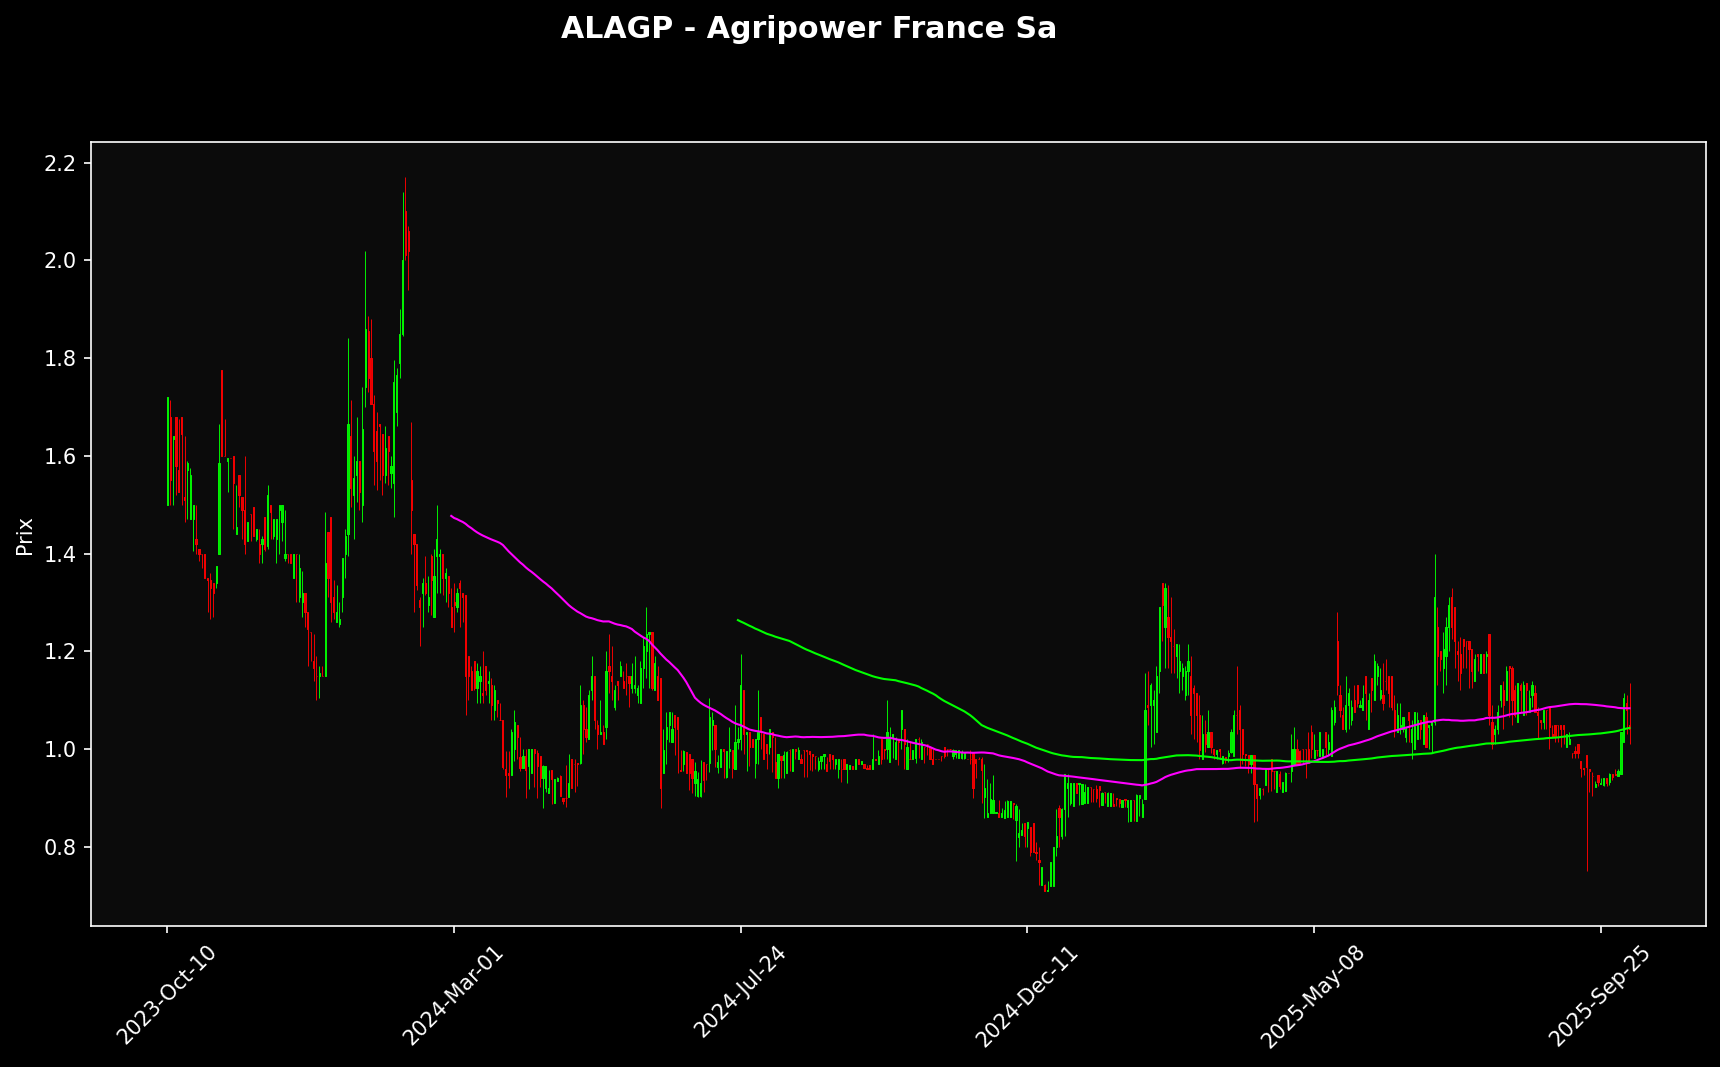 ALAGP - Agripower France Sa
Prix
2.2
2.0
1.8
1.6
1.4
1.2
1.0
0.8
2023-Oct-10
2024-Mar-01
2024-Jul-24
2024-Dec-11
2025-May-08
2025-Sep-25